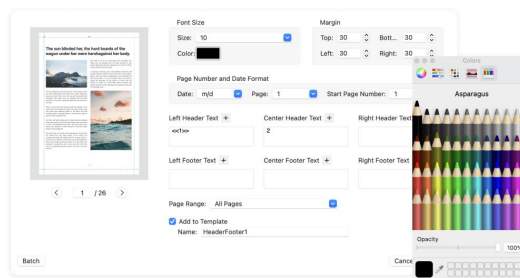 Font Size
Margin
Size: 10
Top: 30
Bott... 30
Color:
Left: 30
Right: 30
Colors
Page Number and Date Format
Date: m/d
Page: 1
Start Page Number: 1
Asparagus
The sun blinded her, the hard boards of the
wagon under her were harshagainst her body.
Left Header Text +
Center Header Text +
Right Header Text
<<1>>
2
Left Footer Text +
Center Footer Text +
Right Footer Text
< 1 / 26 >
Page Range: All Pages
Add to Template
Name: HeaderFooter1
Opacity
100%
Batch
Cance